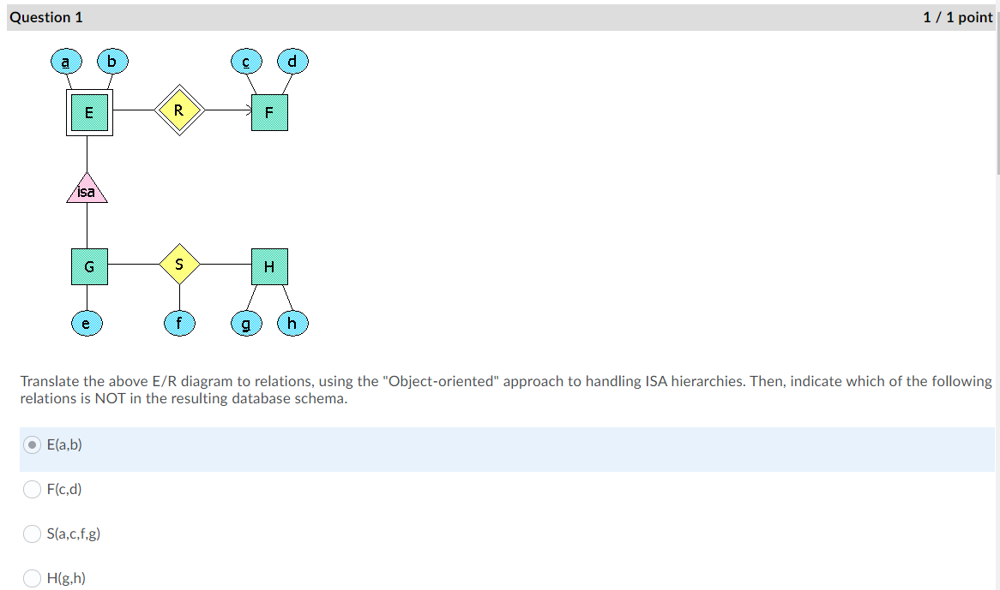 Question 1
1 / 1 point
a b c d
E R F
isa
G S H
e f g h
Translate the above E/R diagram to relations, using the "Object-oriented" approach to handling ISA hierarchies. Then, indicate which of the following
relations is NOT in the resulting database schema.
E(a,b)
F(c,d)
S(a,c,f,g)
H(g,h)